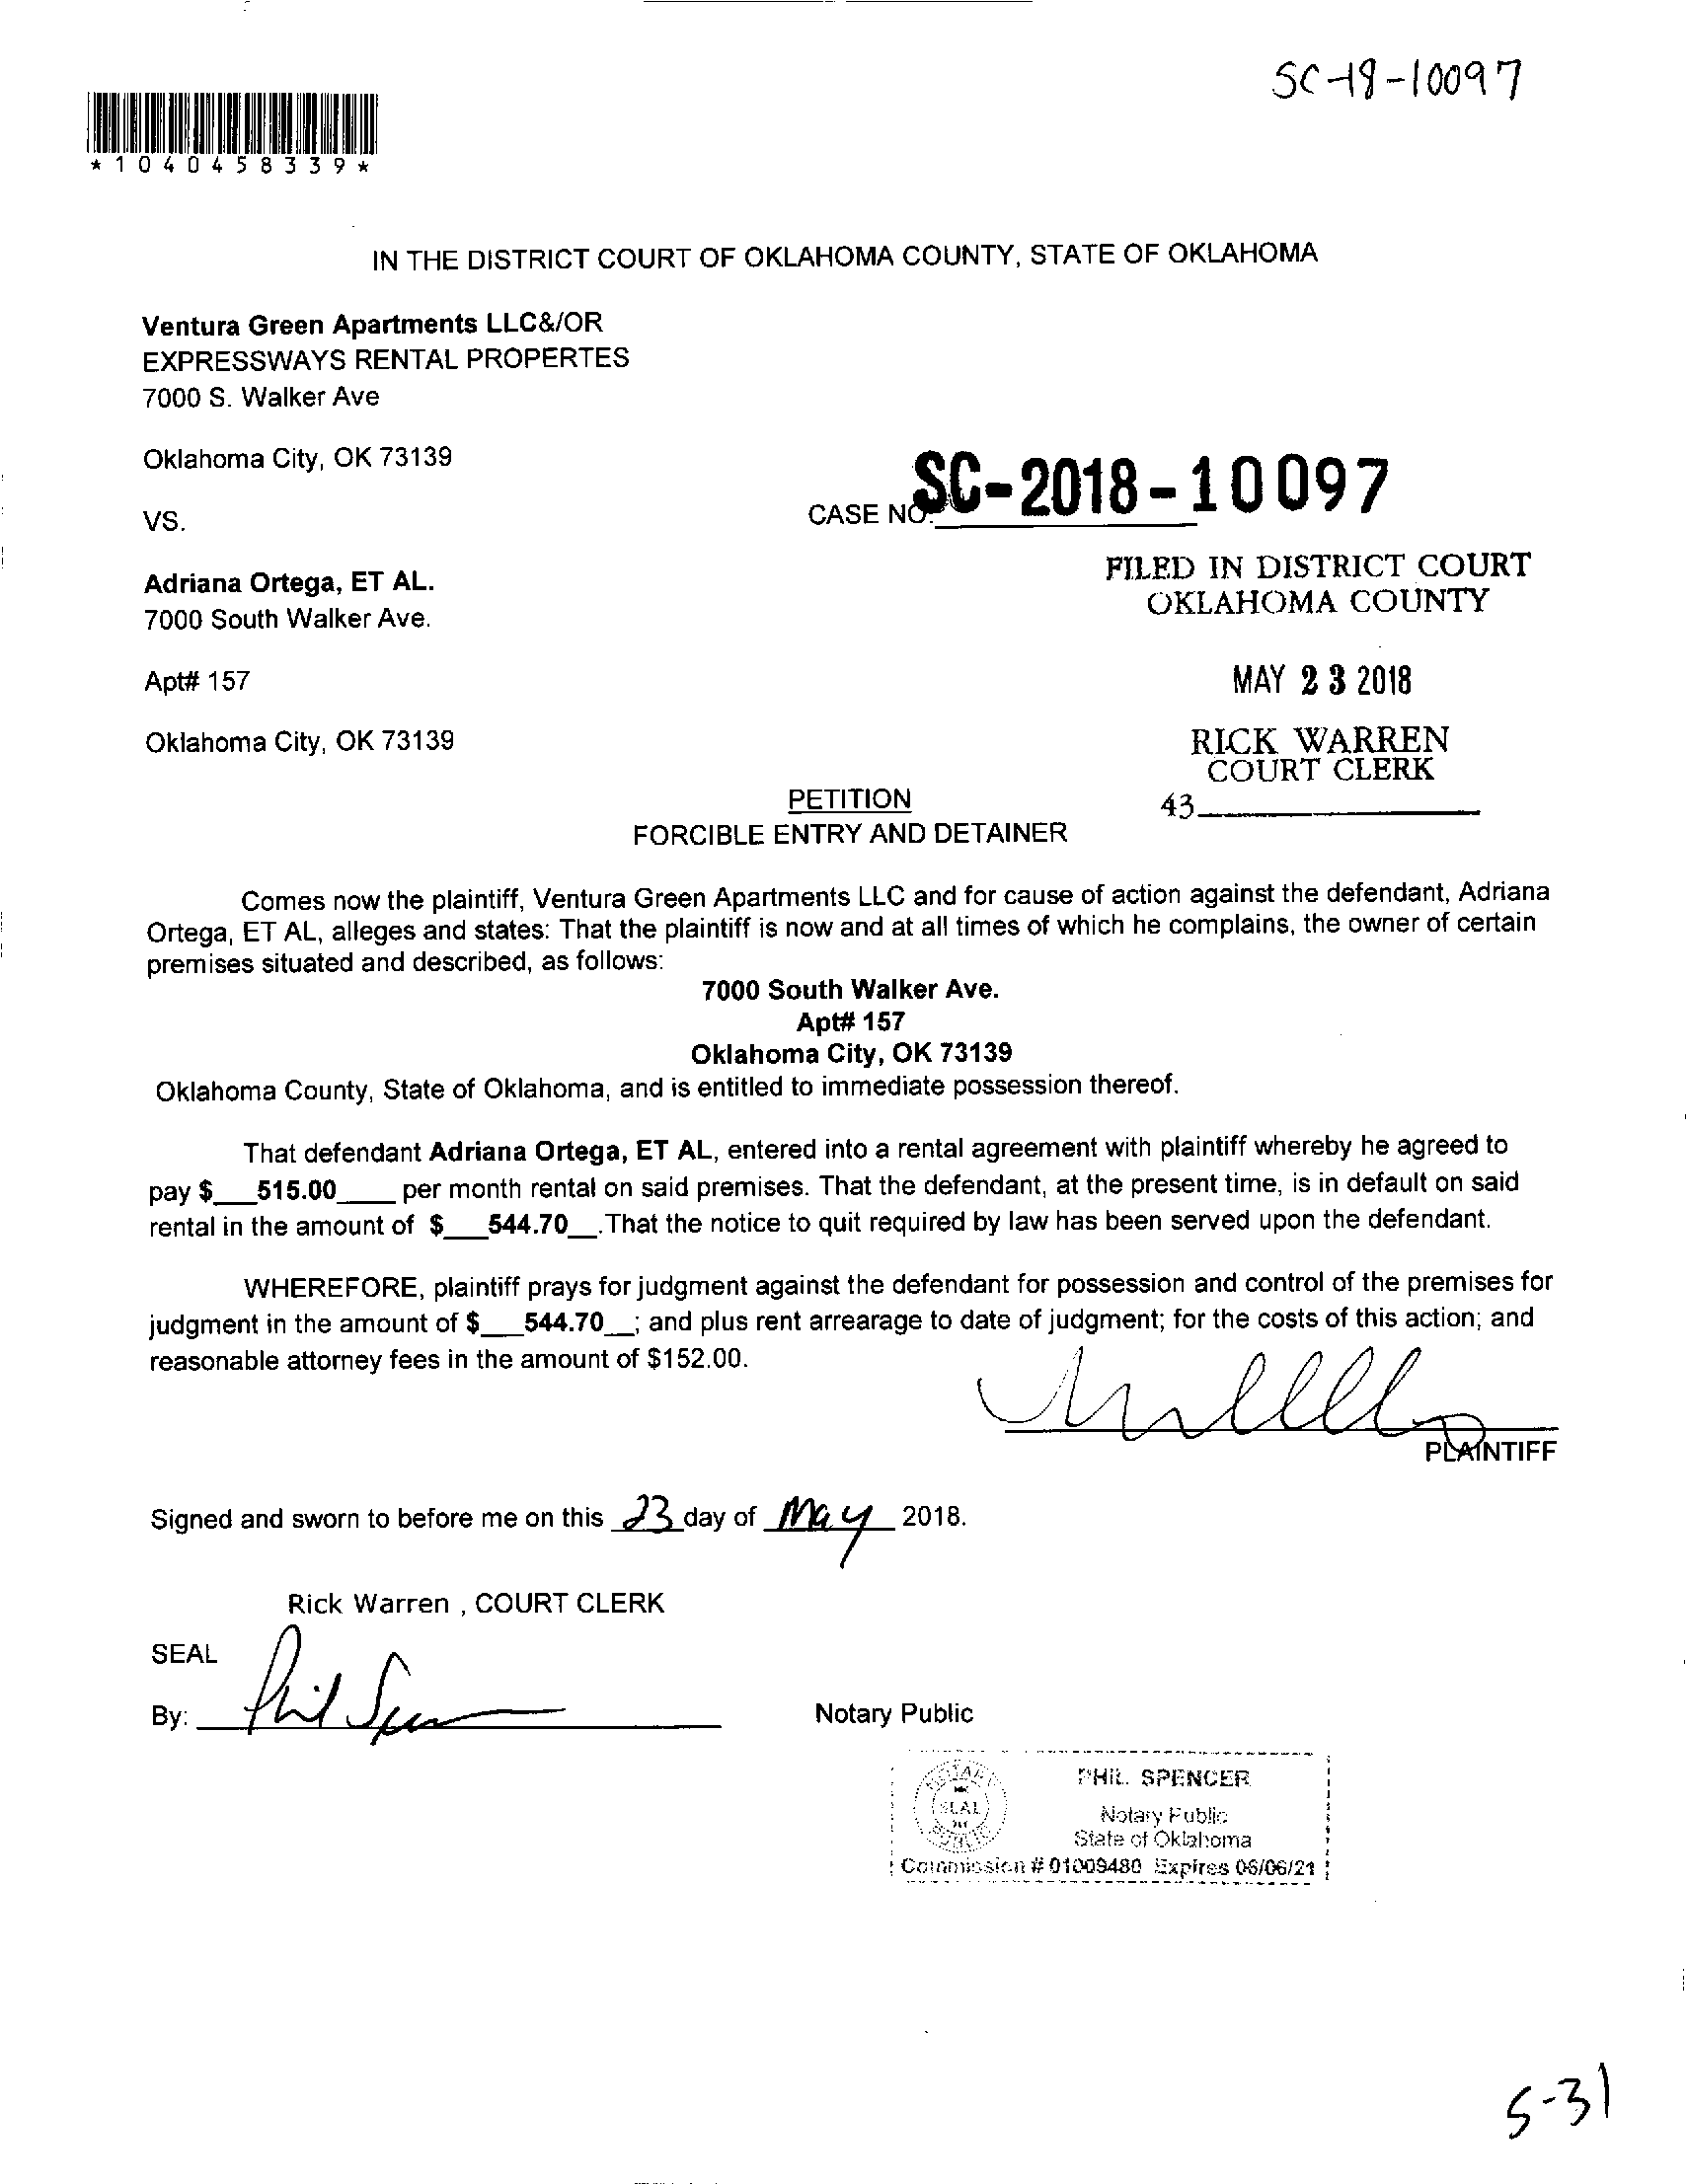 SC-18-10097
*1040458339*
IN THE DISTRICT COURT OF OKLAHOMA COUNTY, STATE OF OKLAHOMA
Ventura Green Apartments LLC&/OR
EXPRESSWAYS RENTAL PROPERTES
7000 S. Walker Ave
Oklahoma City, OK 73139
VS.
CASE NO. SC-2018-10097
Adriana Ortega, ET AL.
7000 South Walker Ave.
Apt# 157
Oklahoma City, OK 73139
FILED IN DISTRICT COURT
OKLAHOMA COUNTY
MAY 23 2018
RICK WARREN
COURT CLERK
43
PETITION
FORCIBLE ENTRY AND DETAINER
Comes now the plaintiff, Ventura Green Apartments LLC and for cause of action against the defendant, Adriana
Ortega, ET AL, alleges and states: That the plaintiff is now and at all times of which he complains, the owner of certain
premises situated and described, as follows:
7000 South Walker Ave.
Apt# 157
Oklahoma City, OK 73139
Oklahoma County, State of Oklahoma, and is entitled to immediate possession thereof.
That defendant Adriana Ortega, ET AL, entered into a rental agreement with plaintiff whereby he agreed to
pay $___515.00____ per month rental on said premises. That the defendant, at the present time, is in default on said
rental in the amount of $___544.70__.That the notice to quit required by law has been served upon the defendant.
WHEREFORE, plaintiff prays for judgment against the defendant for possession and control of the premises for
judgment in the amount of $___544.70__; and plus rent arrearage to date of judgment; for the costs of this action; and
reasonable attorney fees in the amount of $152.00.
PLAINTIFF
Signed and sworn to before me on this 23 day of May 2018.
Rick Warren , COURT CLERK
SEAL
By: Phil Spencer
Notary Public
NOTARY
SEAL
PUBLIC
PHIL SPENCER
Notary Public
State of Oklahoma
Commission # 01009480 Expires 06/06/21
5-31